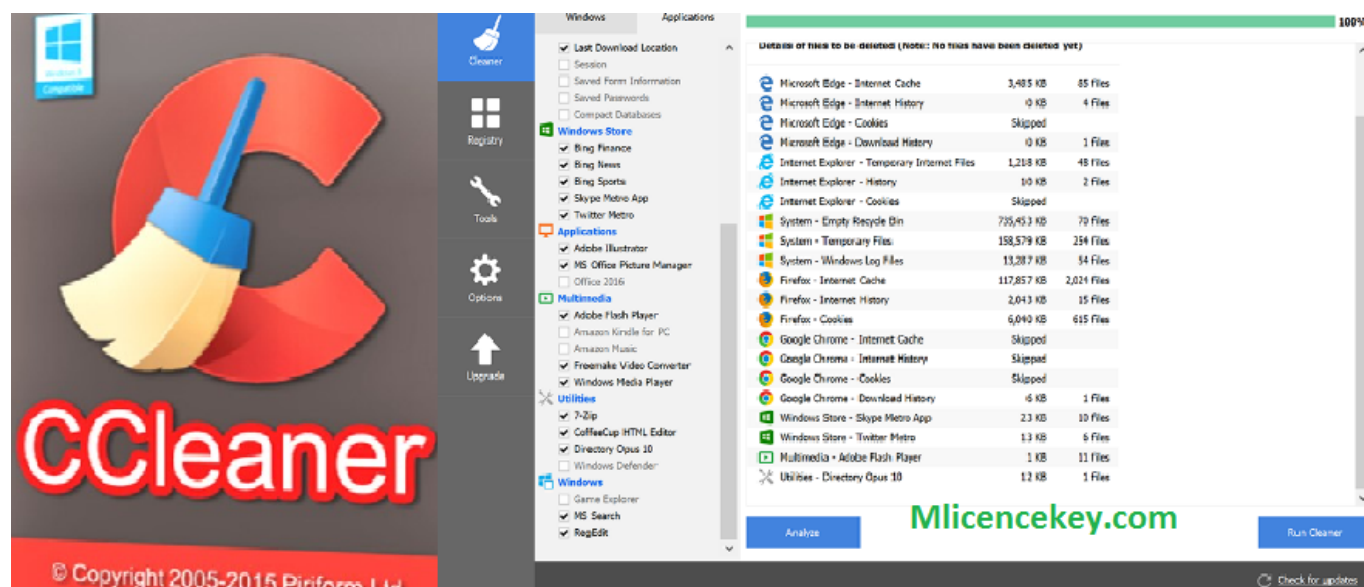 Windows 8
Compatible
CCleaner
© Copyright 2005-2015 Piriform Ltd
Cleaner
Registry
Tools
Options
Upgrade
Windows Applications
Last Download Location
Session
Saved Form Information
Saved Passwords
Compact Databases
Windows Store
Bing Finance
Bing News
Bing Sports
Skype Metro App
Twitter Metro
Applications
Adobe Illustrator
MS Office Picture Manager
Office 2016
Multimedia
Adobe Flash Player
Amazon Kindle for PC
Amazon Music
Freemake Video Converter
Windows Media Player
Utilities
7-Zip
CoffeeCup HTML Editor
Directory Opus 10
Windows Defender
Windows
Game Explorer
MS Search
RegEdit
100%
Details of files to be deleted (Note: No files have been deleted yet)
Microsoft Edge - Internet Cache 3,485 KB 85 files
Microsoft Edge - Internet History 0 KB 4 files
Microsoft Edge - Cookies Skipped
Microsoft Edge - Download History 0 KB 1 files
Internet Explorer - Temporary Internet Files 1,218 KB 48 files
Internet Explorer - History 10 KB 2 files
Internet Explorer - Cookies Skipped
System - Empty Recycle Bin 735,453 KB 70 files
System - Temporary Files 158,579 KB 254 files
System - Windows Log Files 13,287 KB 54 files
Firefox - Internet Cache 117,857 KB 2,024 files
Firefox - Internet History 2,043 KB 15 files
Firefox - Cookies 6,040 KB 615 files
Google Chrome - Internet Cache Skipped
Google Chrome - Internet History Skipped
Google Chrome - Cookies Skipped
Google Chrome - Download History 6 KB 1 files
Windows Store - Skype Metro App 23 KB 10 files
Windows Store - Twitter Metro 13 KB 6 files
Multimedia - Adobe Flash Player 1 KB 11 files
Utilities - Directory Opus 10 12 KB 1 files
Analyze
Mlicencekey.com
Run Cleaner
Check for updates